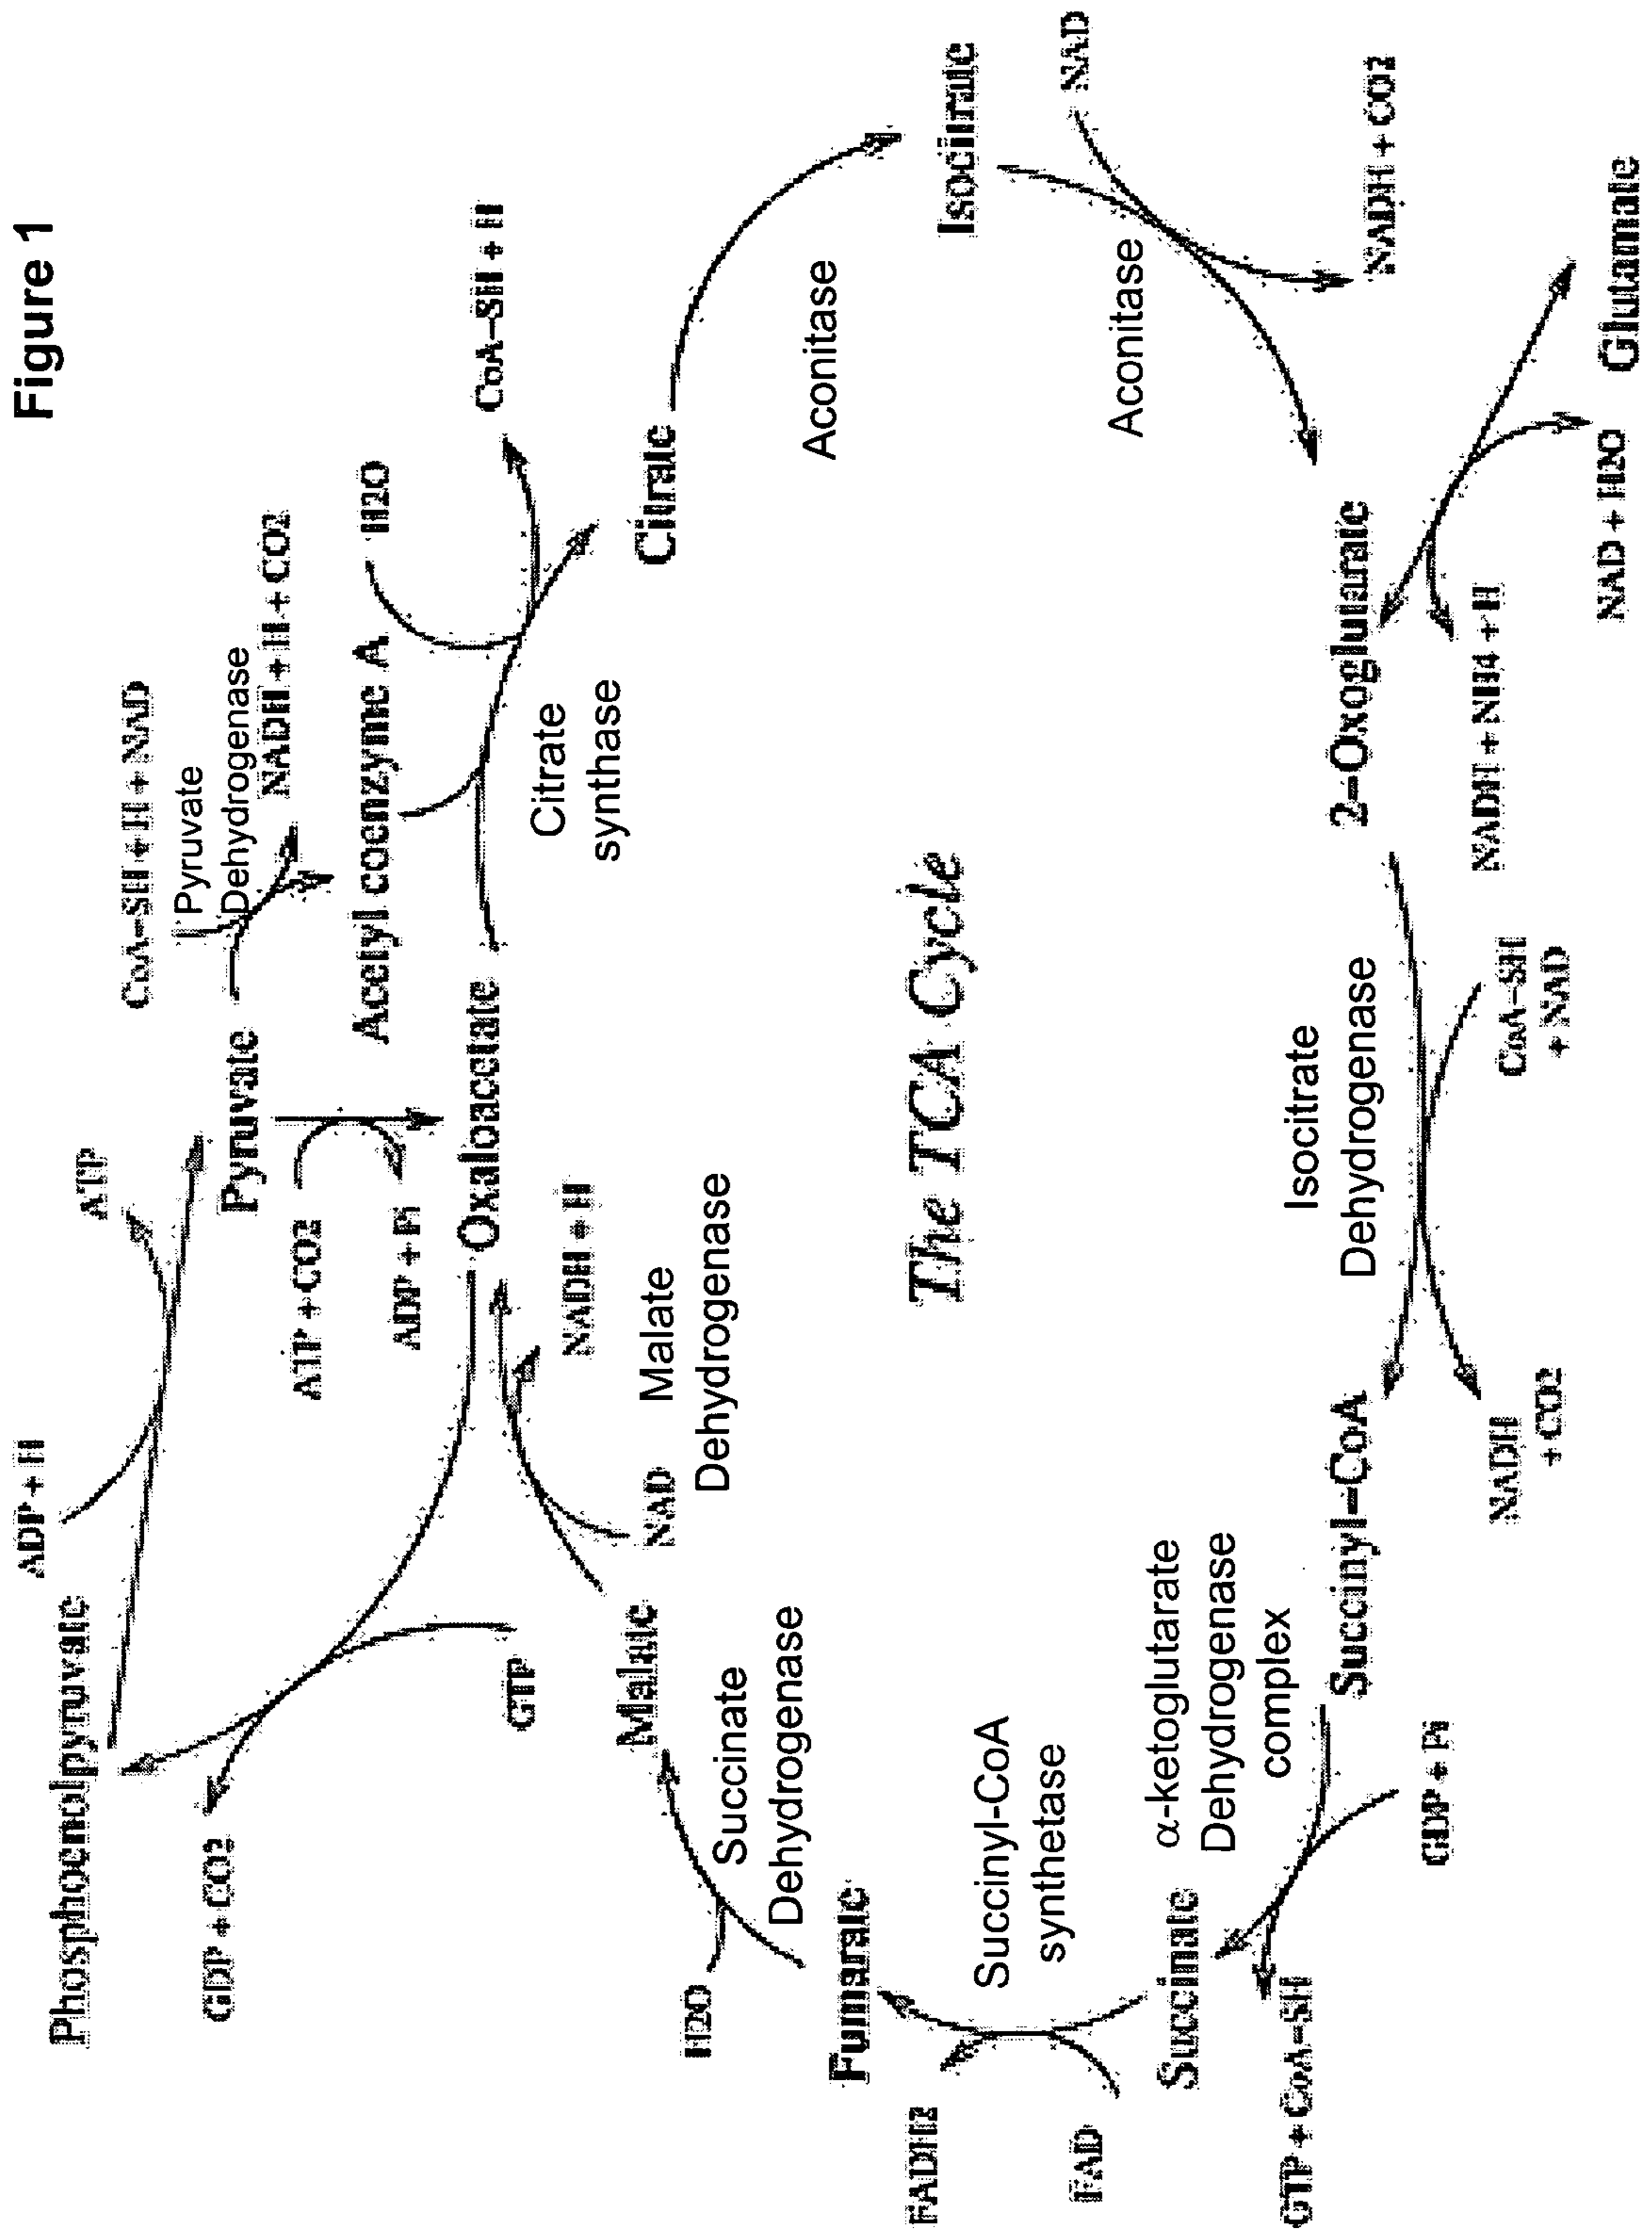 Figure 1
ADP + H
ATP
Phosphoenolpyruvate
CoA-SH + H + NAD
Pyruvate
Dehydrogenase
Pyruvate
NADH + H + CO2
GDP + CO2
ATP + CO2
ADP + Pi
Acetyl coenzyme A
H2O
CoA-SH + H
Oxaloacetate
GTP
NADH + H
Citrate
synthase
Citrate
Malate
NAD
Malate
Dehydrogenase
H2O
Succinate
Dehydrogenase
Aconitase
Fumarate
The TCA Cycle
Isocitrate
FADH2
Succinyl-CoA
synthetase
NAD
FAD
Aconitase
Succinate
α-ketoglutarate
Dehydrogenase
complex
GTP + CoA-SH
Isocitrate
Dehydrogenase
Succinyl-CoA
2-Oxoglutarate
NADH + CO2
GDP + Pi
NADH
+ CO2
CoA-SH
+ NAD
NADH + NH4 + H
NAD + H2O
Glutamate